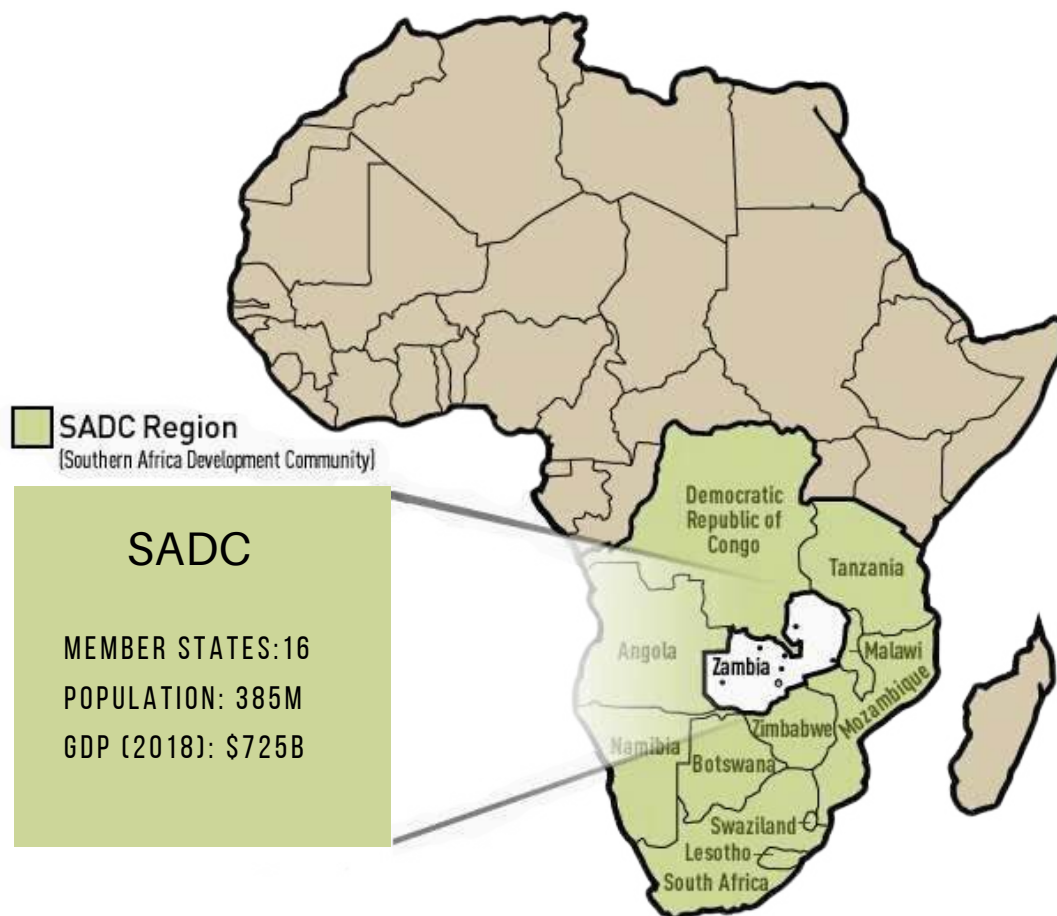 SADC Region
(Southern Africa Development Community)
SADC
MEMBER STATES:16
POPULATION: 385M
GDP (2018): $725B
Democratic
Republic of
Congo
Tanzania
Angola
Zambia
Malawi
Mozambique
Zimbabwe
Namibia
Botswana
Swaziland
Lesotho
South Africa